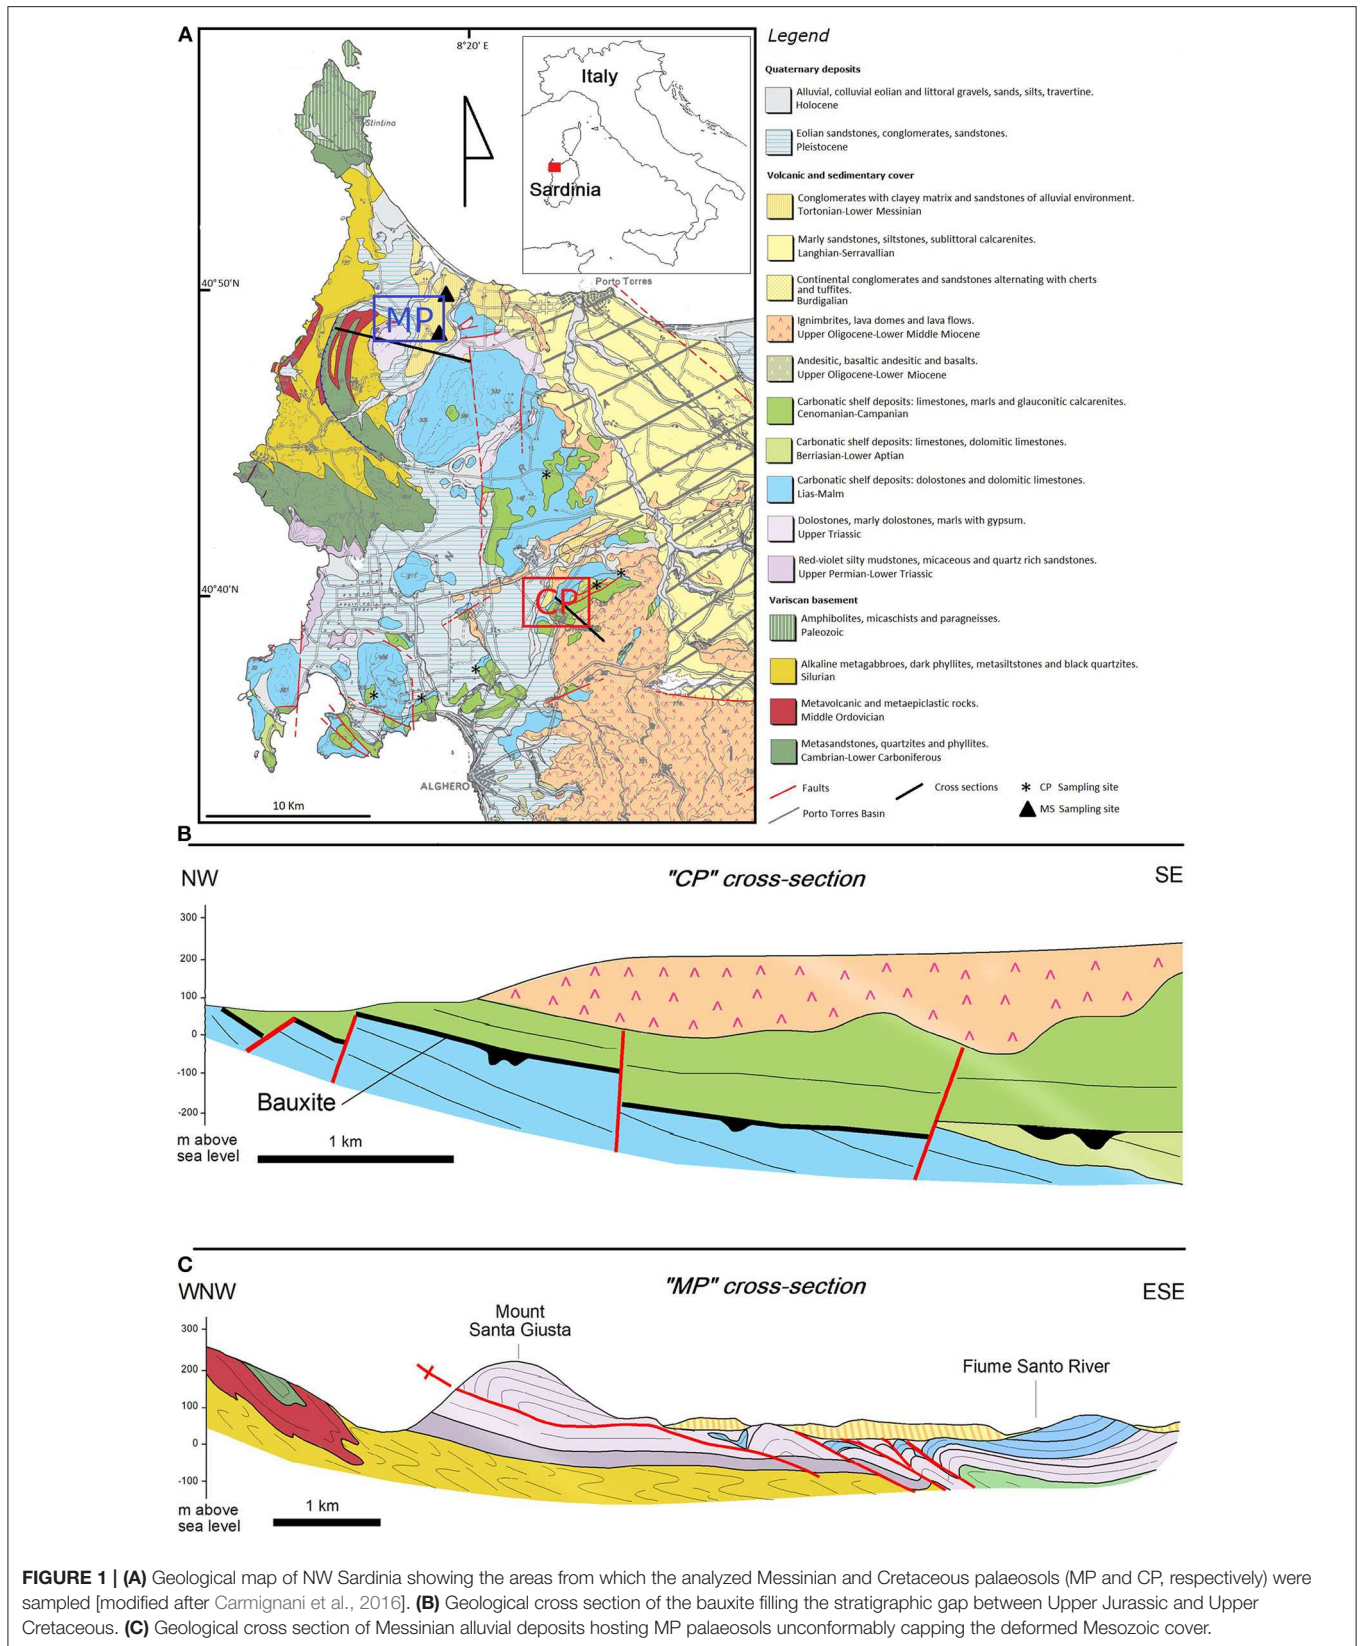 A
8°20' E
Stintino
Italy
Sardinia
40°50'N
Porto Torres
MP
40°40'N
CP
ALGHERO
10 Km
Legend
Quaternary deposits
Alluvial, colluvial eolian and littoral gravels, sands, silts, travertine.
Holocene
Eolian sandstones, conglomerates, sandstones.
Pleistocene
Volcanic and sedimentary cover
Conglomerates with clayey matrix and sandstones of alluvial environment.
Tortonian-Lower Messinian
Marly sandstones, siltstones, sublittoral calcarenites.
Langhian-Serravallian
Continental conglomerates and sandstones alternating with cherts
and tuffites.
Burdigalian
Ignimbrites, lava domes and lava flows.
Upper Oligocene-Lower Middle Miocene
Andesitic, basaltic andesitic and basalts.
Upper Oligocene-Lower Miocene
Carbonatic shelf deposits: limestones, marls and glauconitic calcarenites.
Cenomanian-Campanian
Carbonatic shelf deposits: limestones, dolomitic limestones.
Berriasian-Lower Aptian
Carbonatic shelf deposits: dolostones and dolomitic limestones.
Lias-Malm
Dolostones, marly dolostones, marls with gypsum.
Upper Triassic
Red-violet silty mudstones, micaceous and quartz rich sandstones.
Upper Permian-Lower Triassic
Variscan basement
Amphibolites, micaschists and paragneisses.
Paleozoic
Alkaline metagabbroes, dark phyllites, metasiltstones and black quartzites.
Silurian
Metavolcanic and metaepiclastic rocks.
Middle Ordovician
Metasandstones, quartzites and phyllites.
Cambrian-Lower Carboniferous
Faults
Cross sections
CP Sampling site
Porto Torres Basin
MS Sampling site
B
NW
"CP" cross-section
SE
300
200
100
0
-100
-200
m above
sea level
Bauxite
1 km
C
WNW
"MP" cross-section
ESE
Mount
Santa Giusta
Fiume Santo River
300
200
100
0
-100
m above
sea level
1 km
FIGURE 1 | (A) Geological map of NW Sardinia showing the areas from which the analyzed Messinian and Cretaceous palaeosols (MP and CP, respectively) were
sampled [modified after Carmignani et al., 2016]. (B) Geological cross section of the bauxite filling the stratigraphic gap between Upper Jurassic and Upper
Cretaceous. (C) Geological cross section of Messinian alluvial deposits hosting MP palaeosols unconformably capping the deformed Mesozoic cover.